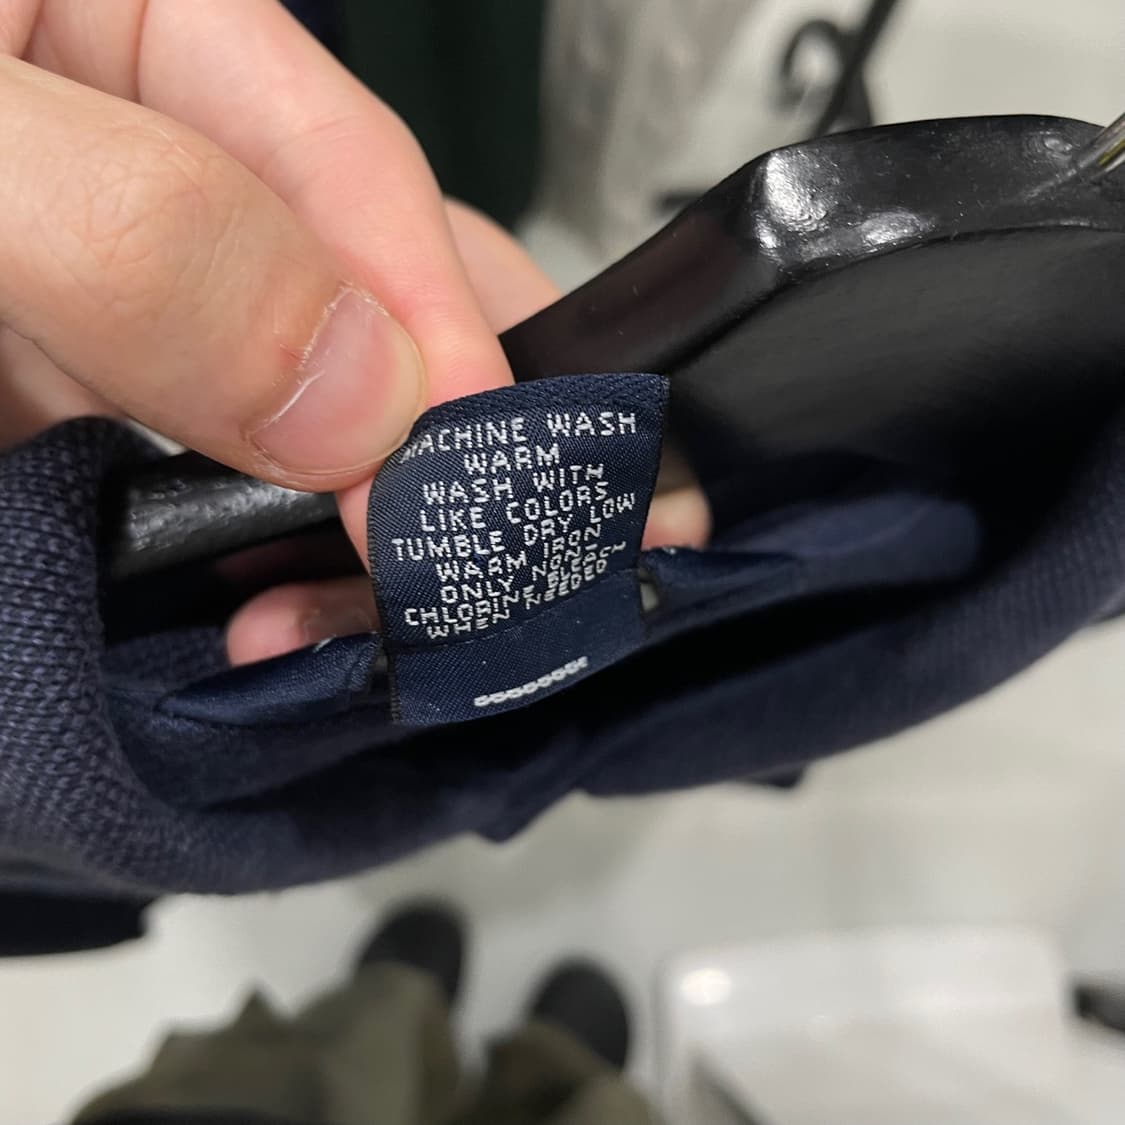 MACHINE WASH
WARM
WASH WITH
LIKE COLORS
TUMBLE DRY LOW
WARM IRON
ONLY NON-
CHLORINE BLEACH
WHEN NEEDED